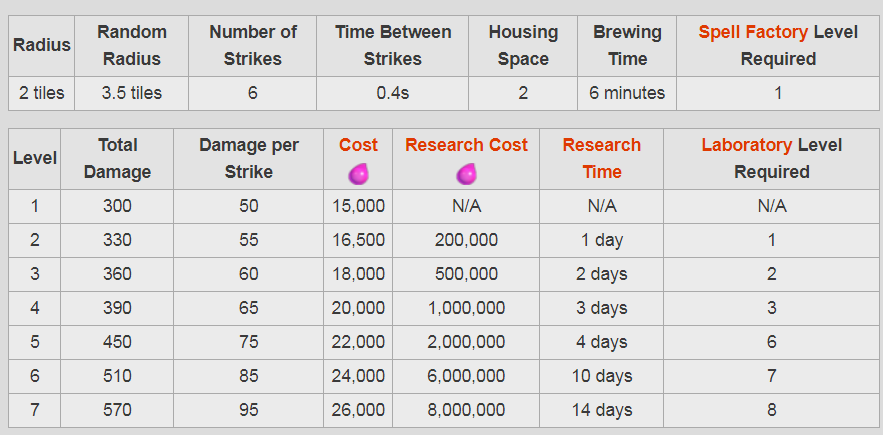 Radius Random Radius Number of Strikes Time Between Strikes Housing Space Brewing Time Spell Factory Level Required
2 tiles 3.5 tiles 6 0.4s 2 6 minutes 1
Level Total Damage Damage per Strike Cost Research Cost Research Time Laboratory Level Required
1 300 50 15,000 N/A N/A N/A
2 330 55 16,500 200,000 1 day 1
3 360 60 18,000 500,000 2 days 2
4 390 65 20,000 1,000,000 3 days 3
5 450 75 22,000 2,000,000 4 days 6
6 510 85 24,000 6,000,000 10 days 7
7 570 95 26,000 8,000,000 14 days 8